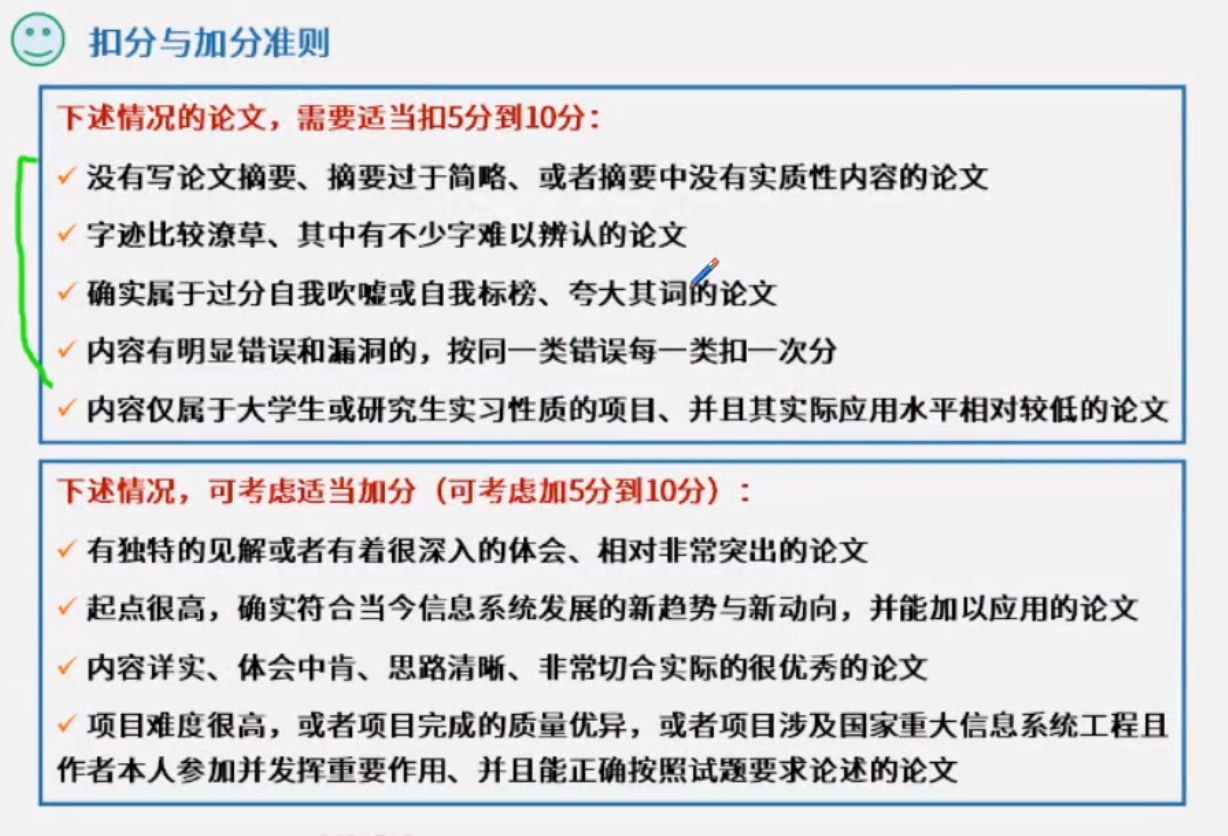 扣分与加分准则
下述情况的论文，需要适当扣5分到10分：
✓ 没有写论文摘要、摘要过于简略、或者摘要中没有实质性内容的论文
✓ 字迹比较潦草、其中有不少字难以辨认的论文
✓ 确实属于过分自我吹嘘或自我标榜、夸大其词的论文
✓ 内容有明显错误和漏洞的，按同一类错误每一类扣一次分
✓ 内容仅属于大学生或研究生实习性质的项目、并且其实际应用水平相对较低的论文
下述情况，可考虑适当加分（可考虑加5分到10分）：
✓ 有独特的见解或者有着很深入的体会、相对非常突出的论文
✓ 起点很高，确实符合当今信息系统发展的新趋势与新动向，并能加以应用的论文
✓ 内容详实、体会中肯、思路清晰、非常切合实际的很优秀的论文
✓ 项目难度很高，或者项目完成的质量优异，或者项目涉及国家重大信息系统工程且
作者本人参加并发挥重要作用、并且能正确按照试题要求论述的论文